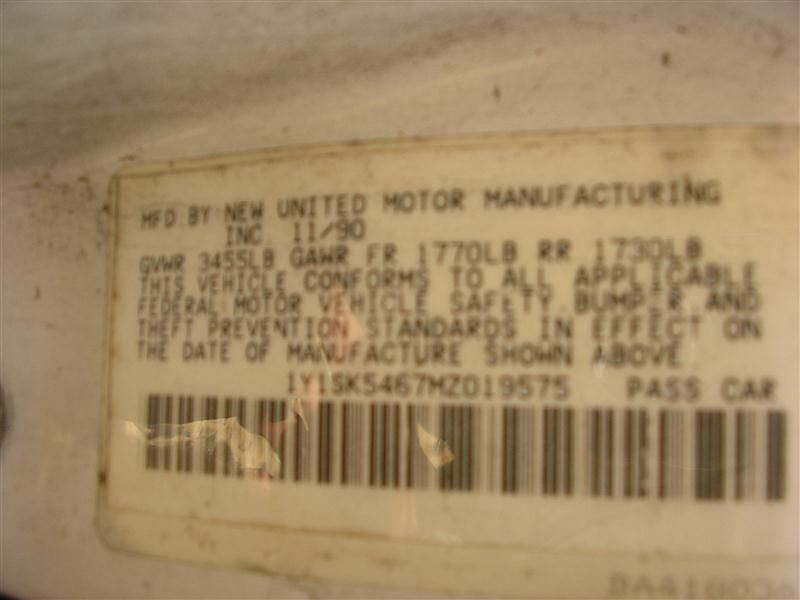 MFD BY NEW UNITED MOTOR MANUFACTURING
INC. 11/90
GVWR 3455LB GAWR FR 1770LB RR 1730LB
THIS VEHICLE CONFORMS TO ALL APPLICABLE
FEDERAL MOTOR VEHICLE SAFETY, BUMPER, AND
THEFT PREVENTION STANDARDS IN EFFECT ON
THE DATE OF MANUFACTURE SHOWN ABOVE.
1Y1SK5467MZ019575 PASS CAR